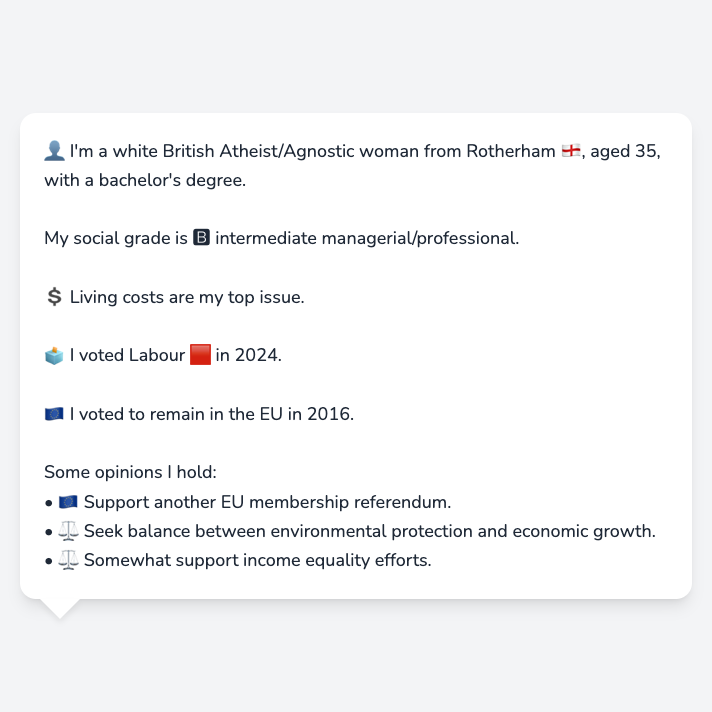 👤 I'm a white British Atheist/Agnostic woman from Rotherham 🏴󠁧󠁢󠁥󠁮󠁧󠁿, aged 35,
with a bachelor's degree.
My social grade is 🅱 intermediate managerial/professional.
💲 Living costs are my top issue.
🗳️ I voted Labour 🟥 in 2024.
🇪🇺 I voted to remain in the EU in 2016.
Some opinions I hold:
• 🇪🇺 Support another EU membership referendum.
• ⚖️ Seek balance between environmental protection and economic growth.
• ⚖️ Somewhat support income equality efforts.